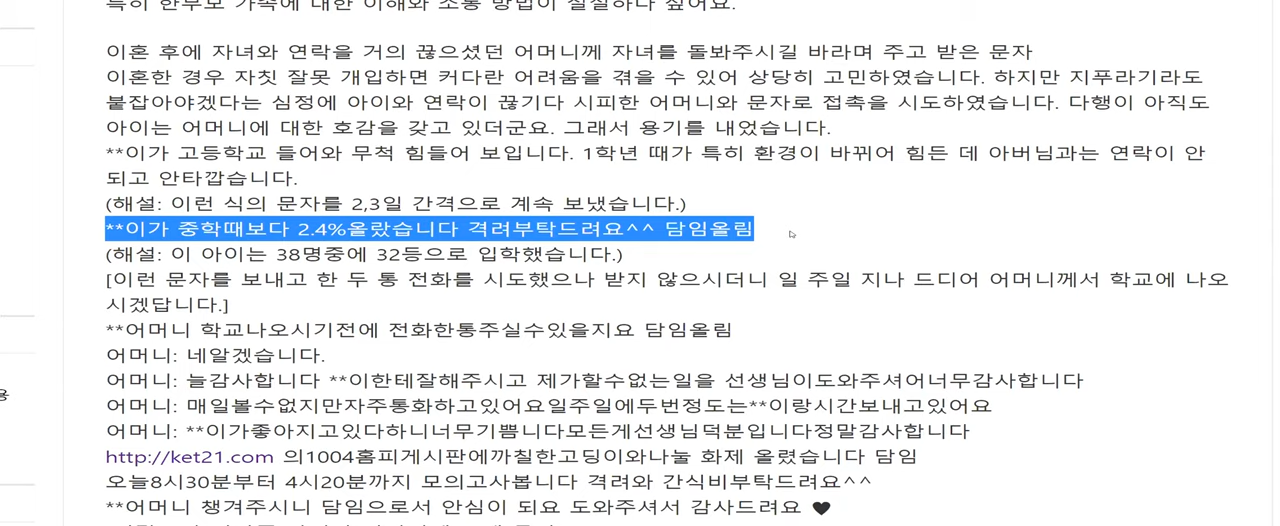 특히 한부모 가족에 대한 이해와 소통 방법이 절실하다 싶어요.
이혼 후에 자녀와 연락을 거의 끊으셨던 어머니께 자녀를 돌봐주시길 바라며 주고 받은 문자
이혼한 경우 자칫 잘못 개입하면 커다란 어려움을 겪을 수 있어 상당히 고민하였습니다. 하지만 지푸라기라도
붙잡아야겠다는 심정에 아이와 연락이 끊기다 시피한 어머니와 문자로 접촉을 시도하였습니다. 다행이 아직도
아이는 어머니에 대한 호감을 갖고 있더군요. 그래서 용기를 내었습니다.
**이가 고등학교 들어와 무척 힘들어 보입니다. 1학년 때가 특히 환경이 바뀌어 힘든 데 아버님과는 연락이 안
되고 안타깝습니다.
(해설: 이런 식의 문자를 2,3일 간격으로 계속 보냈습니다.)
**이가 중학때보다 2.4%올랐습니다 격려부탁드려요^^ 담임올림
(해설: 이 아이는 38명중에 32등으로 입학했습니다.)
[이런 문자를 보내고 한 두 통 전화를 시도했으나 받지 않으시더니 일 주일 지나 드디어 어머니께서 학교에 나오
시겠답니다.]
**어머니 학교나오시기전에 전화한통주실수있을지요 담임올림
어머니: 네알겠습니다.
어머니: 늘감사합니다 **이한테잘해주시고 제가할수없는일을 선생님이도와주셔어너무감사합니다
어머니: 매일볼수없지만자주통화하고있어요일주일에두번정도는**이랑시간보내고있어요
어머니: **이가좋아지고있다하니너무기쁨니다모든게선생님덕분입니다정말감사합니다
http://ket21.com 의1004홈피게시판에까칠한고딩이와나눌 화제 올렸습니다 담임
오늘8시30분부터 4시20분까지 모의고사봅니다 격려와 간식비부탁드려요^^
**어머니 챙겨주시니 담임으로서 안심이 되요 도와주셔서 감사드려요 ♥